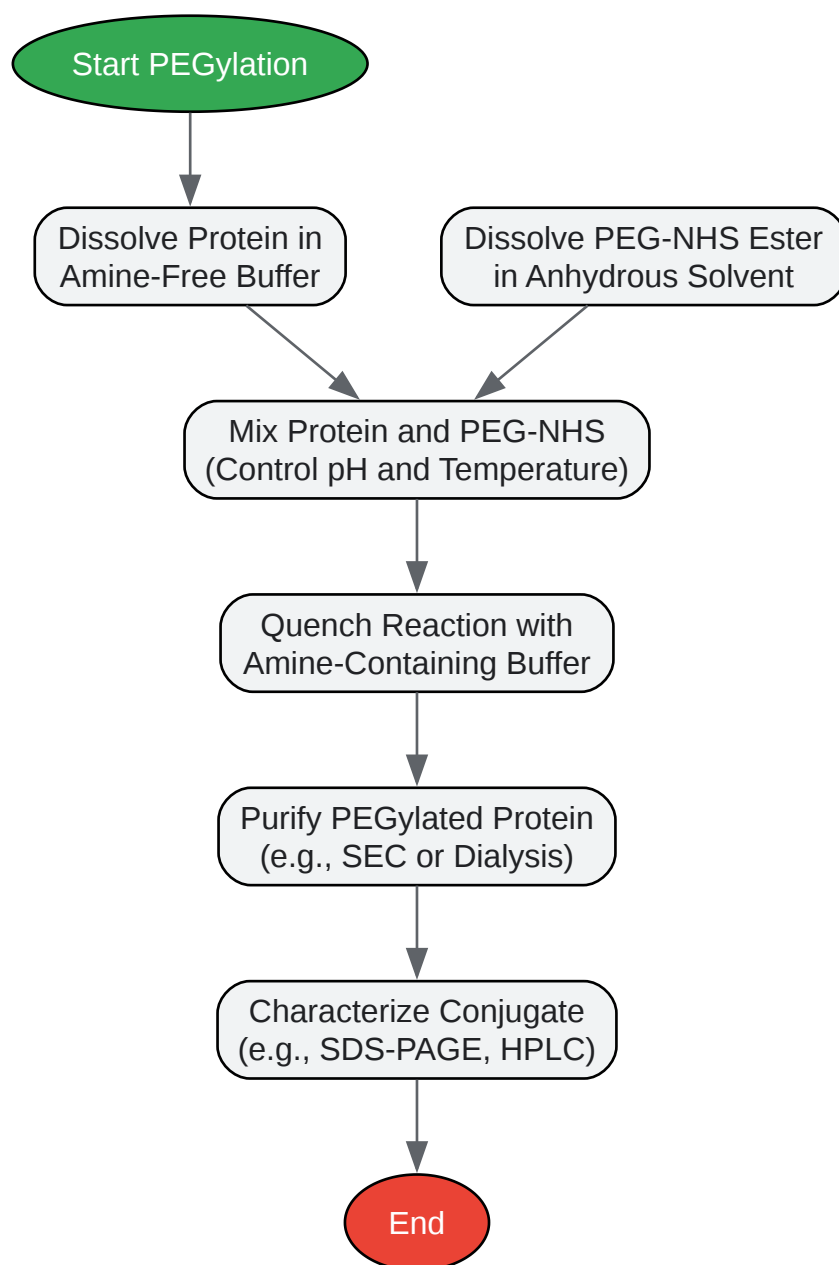 Start PEGylation
Dissolve Protein in
Amine-Free Buffer
Dissolve PEG-NHS Ester
in Anhydrous Solvent
Mix Protein and PEG-NHS
(Control pH and Temperature)
Quench Reaction with
Amine-Containing Buffer
Purify PEGylated Protein
(e.g., SEC or Dialysis)
Characterize Conjugate
(e.g., SDS-PAGE, HPLC)
End